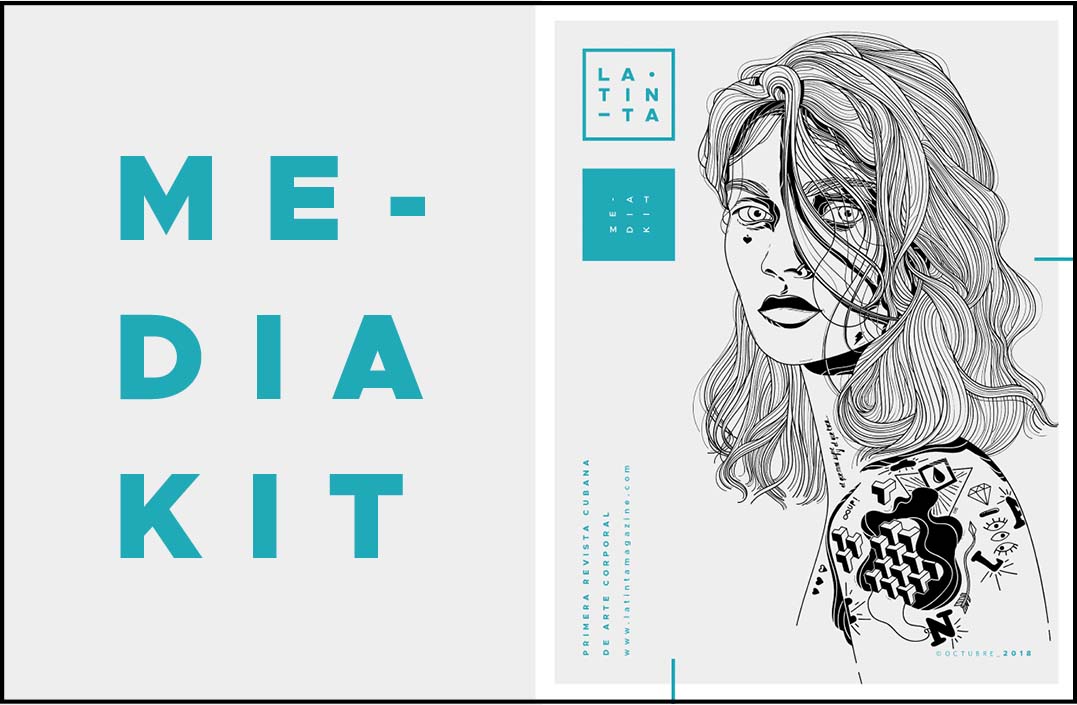 ME-
DIA
KIT
LA·
TIN
-TA
ME-
DIA
KIT
PRIMERA REVISTA CUBANA
DE ARTE CORPORAL
www.latintamagazine.com
OOUP!
©OCTUBRE_2018